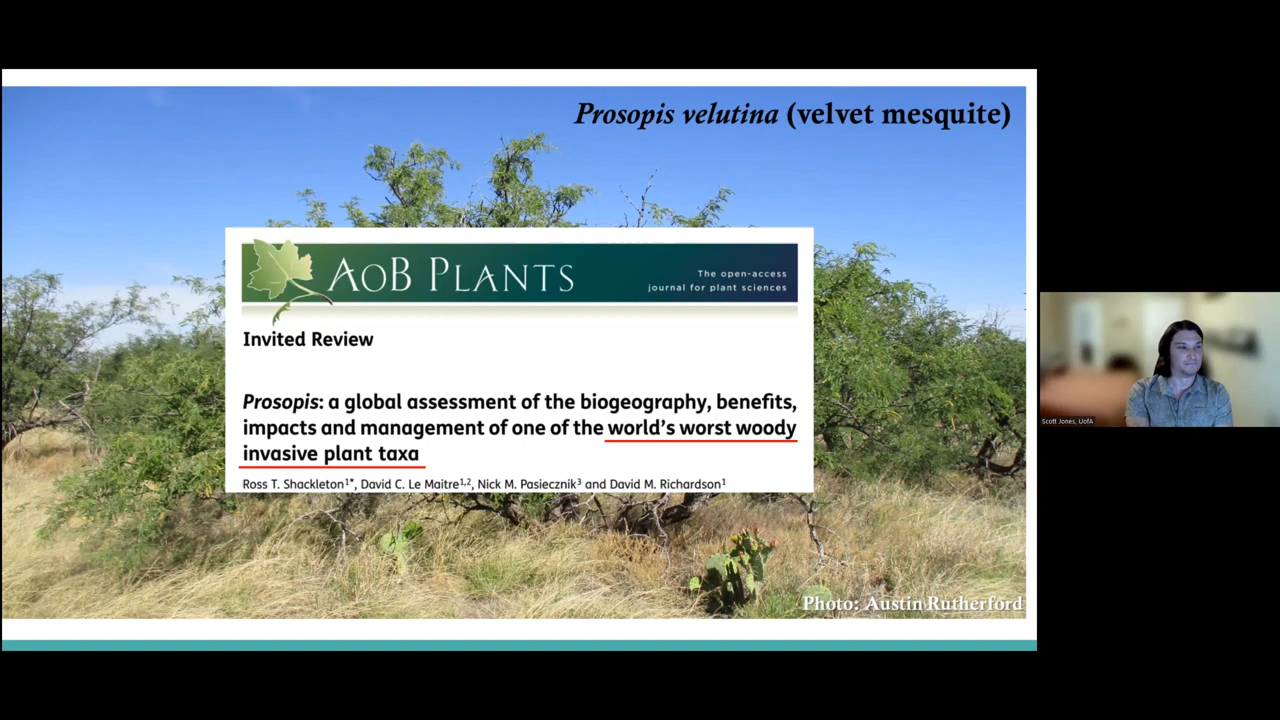 Prosopis velutina (velvet mesquite)
AoB PLANTS
The open-access
journal for plant sciences
Invited Review
Prosopis: a global assessment of the biogeography, benefits,
impacts and management of one of the world's worst woody
invasive plant taxa
Ross T. Shackleton1*, David C. Le Maitre1,2, Nick M. Pasiecznik3 and David M. Richardson1
Photo: Austin Rutherford
Scott Jones, UofA